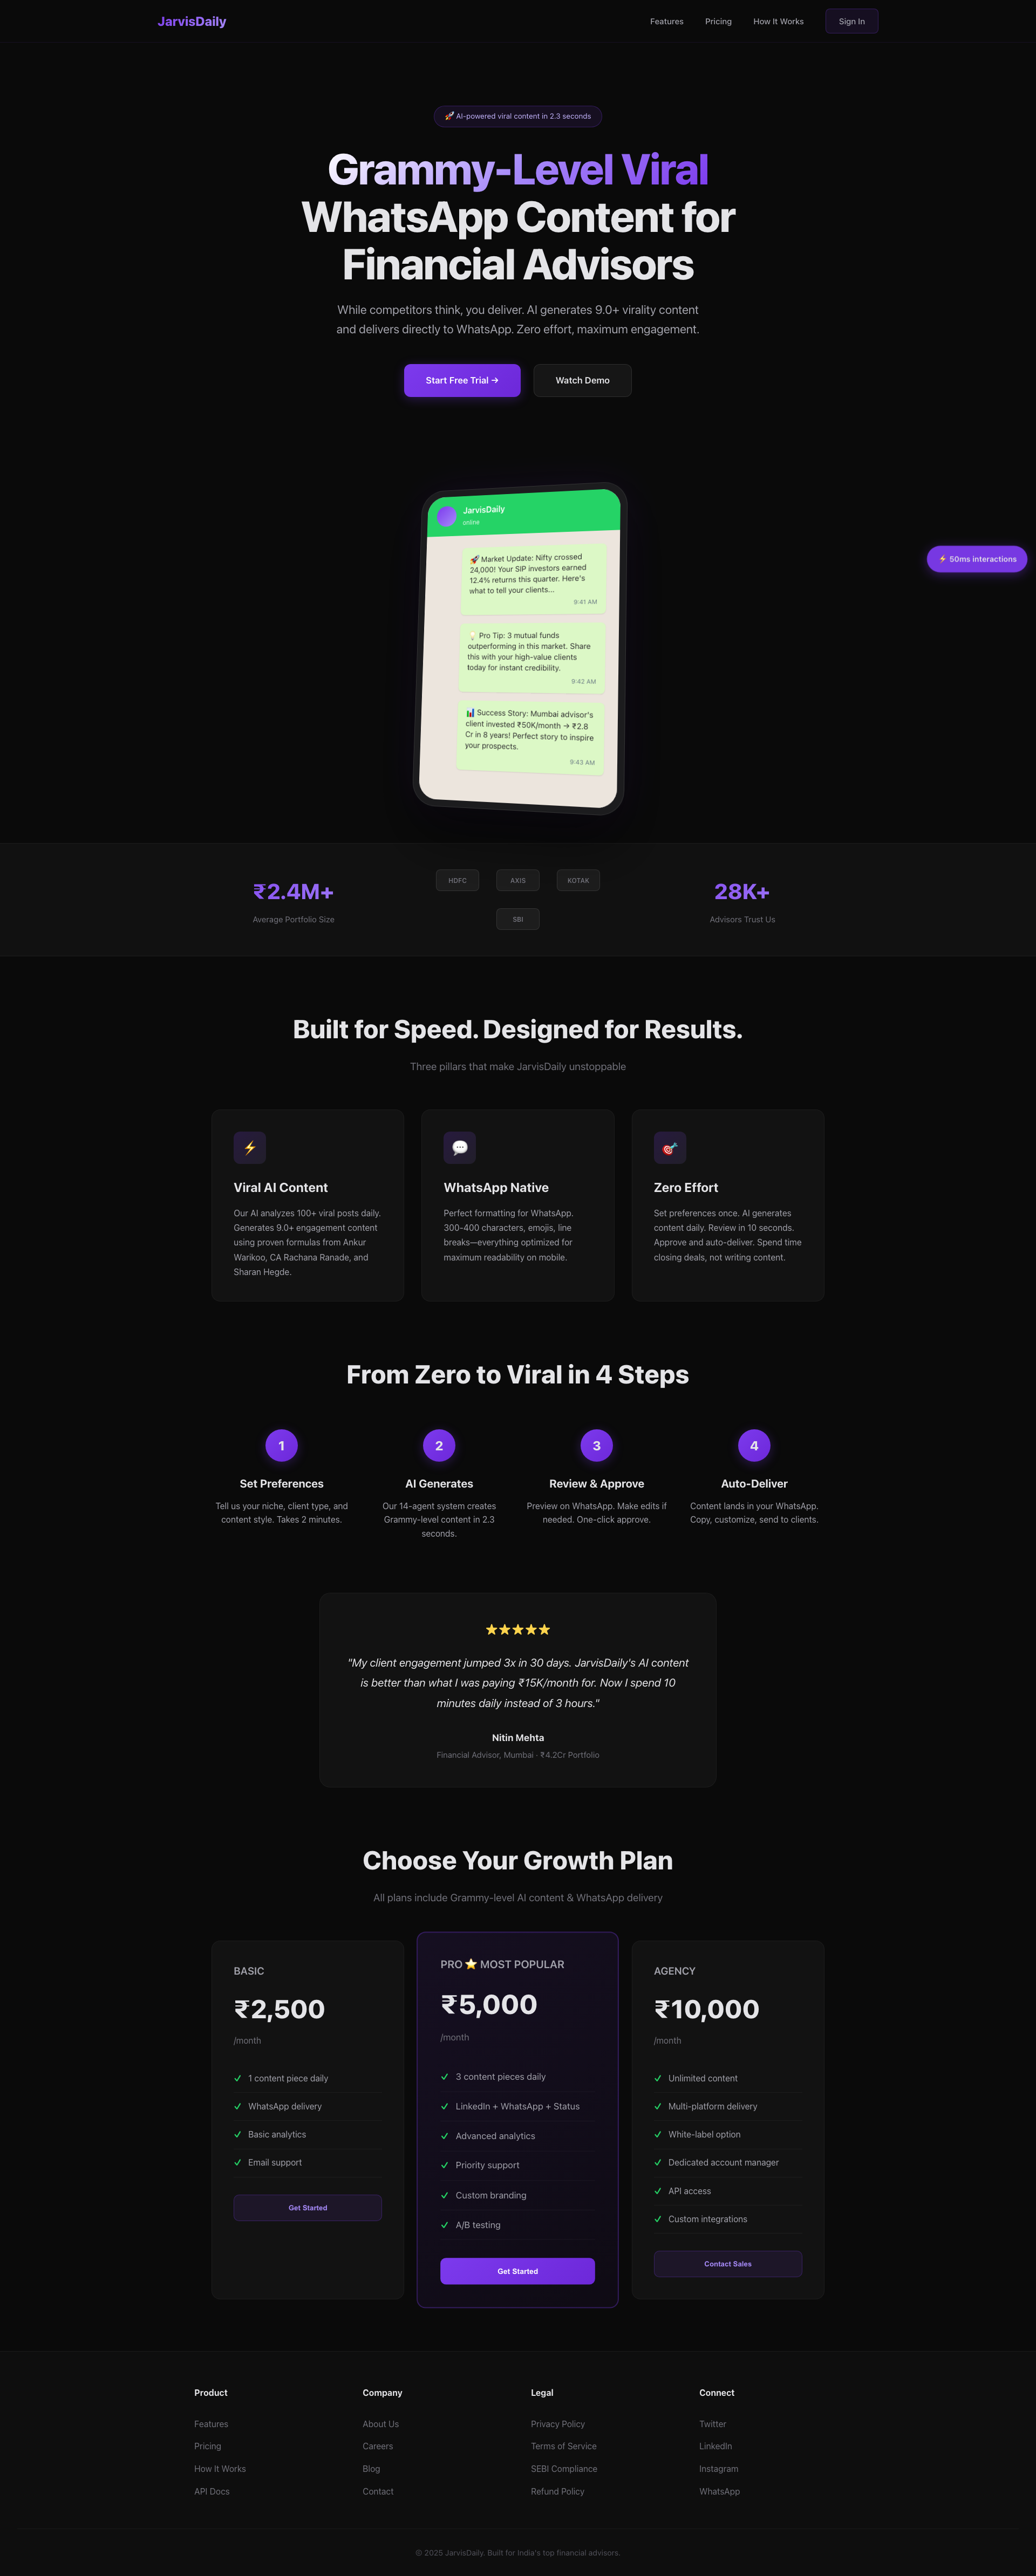 JarvisDaily
Features
Pricing
How It Works
Sign In
🚀 AI-powered viral content in 2.3 seconds
Grammy-Level Viral
WhatsApp Content for
Financial Advisors
While competitors think, you deliver. AI generates 9.0+ virality content
and delivers directly to WhatsApp. Zero effort, maximum engagement.
Start Free Trial →
Watch Demo
JarvisDaily
online
🚀 Market Update: Nifty crossed
24,000! Your SIP investors earned
12.4% returns this quarter. Here's
what to tell your clients...
9:41 AM
💡 Pro Tip: 3 mutual funds
outperforming in this market. Share
this with your high-value clients
today for instant credibility.
9:42 AM
📊 Success Story: Mumbai advisor's
client invested ₹50K/month → ₹2.8
Cr in 8 years! Perfect story to inspire
your prospects.
9:43 AM
⚡ 50ms interactions
₹2.4M+
Average Portfolio Size
HDFC
AXIS
KOTAK
SBI
28K+
Advisors Trust Us
Built for Speed. Designed for Results.
Three pillars that make JarvisDaily unstoppable
⚡
Viral AI Content
Our AI analyzes 100+ viral posts daily.
Generates 9.0+ engagement content
using proven formulas from Ankur
Warikoo, CA Rachana Ranade, and
Sharan Hegde.
💬
WhatsApp Native
Perfect formatting for WhatsApp.
300-400 characters, emojis, line
breaks—everything optimized for
maximum readability on mobile.
🎯
Zero Effort
Set preferences once. AI generates
content daily. Review in 10 seconds.
Approve and auto-deliver. Spend time
closing deals, not writing content.
From Zero to Viral in 4 Steps
1
Set Preferences
Tell us your niche, client type, and
content style. Takes 2 minutes.
2
AI Generates
Our 14-agent system creates
Grammy-level content in 2.3
seconds.
3
Review & Approve
Preview on WhatsApp. Make edits if
needed. One-click approve.
4
Auto-Deliver
Content lands in your WhatsApp.
Copy, customize, send to clients.
⭐⭐⭐⭐⭐
"My client engagement jumped 3x in 30 days. JarvisDaily's AI content
is better than what I was paying ₹15K/month for. Now I spend 10
minutes daily instead of 3 hours."
Nitin Mehta
Financial Advisor, Mumbai · ₹4.2Cr Portfolio
Choose Your Growth Plan
All plans include Grammy-level AI content & WhatsApp delivery
BASIC
₹2,500
/month
✓ 1 content piece daily
✓ WhatsApp delivery
✓ Basic analytics
✓ Email support
Get Started
PRO ⭐ MOST POPULAR
₹5,000
/month
✓ 3 content pieces daily
✓ LinkedIn + WhatsApp + Status
✓ Advanced analytics
✓ Priority support
✓ Custom branding
✓ A/B testing
Get Started
AGENCY
₹10,000
/month
✓ Unlimited content
✓ Multi-platform delivery
✓ White-label option
✓ Dedicated account manager
✓ API access
✓ Custom integrations
Contact Sales
Product
Features
Pricing
How It Works
API Docs
Company
About Us
Careers
Blog
Contact
Legal
Privacy Policy
Terms of Service
SEBI Compliance
Refund Policy
Connect
Twitter
LinkedIn
Instagram
WhatsApp
© 2025 JarvisDaily. Built for India's top financial advisors.